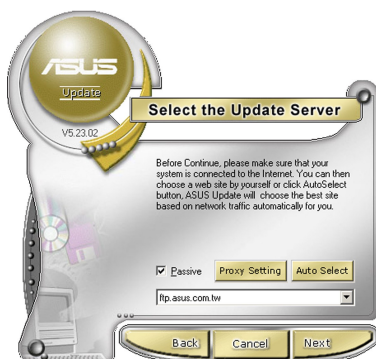 ASUS
Update
V5.23.02
Select the Update Server
Before Continue, please make sure that your
system is connected to the Internet. You can then
choose a web site by yourself or click AutoSelect
button, ASUS Update will choose the best site
based on network traffic automatically for you.
Passive
Proxy Setting
Auto Select
ftp.asus.com.tw
Back
Cancel
Next